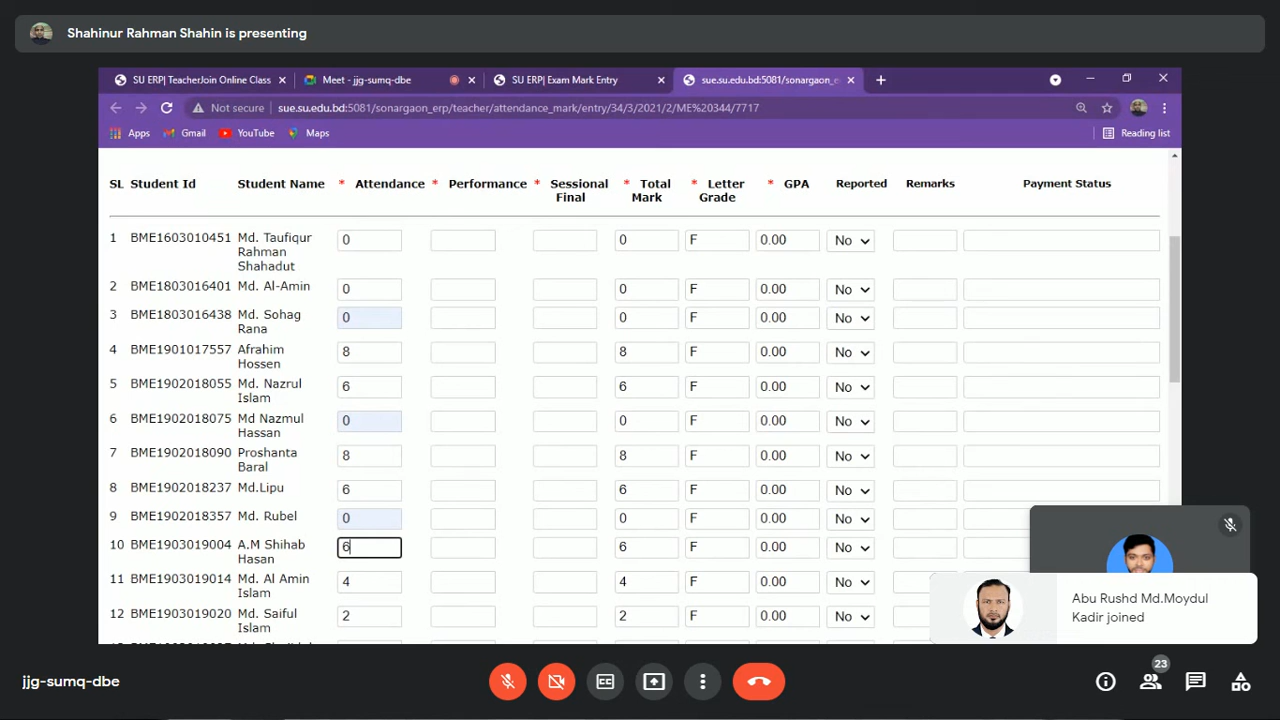 Shahinur Rahman Shahin is presenting
SU ERP| TeacherJoin Online Class
Meet - jjg-sumq-dbe
SU ERP| Exam Mark Entry
sue.su.edu.bd:5081/sonargaon_e
Not secure
sue.su.edu.bd:5081/sonargaon_erp/teacher/attendance_mark/entry/34/3/2021/2/ME%20344/7717
Apps Gmail YouTube Maps Reading list
SL Student Id Student Name * Attendance * Performance * Sessional Final * Total Mark * Letter Grade * GPA Reported Remarks Payment Status
1 BME1603010451 Md. Taufiqur 0 0 F 0.00 No
Rahman
Shahadut
2 BME1803016401 Md. Al-Amin 0 0 F 0.00 No
3 BME1803016438 Md. Sohag 0 0 F 0.00 No
Rana
4 BME1901017557 Afrahim 8 8 F 0.00 No
Hossen
5 BME1902018055 Md. Nazrul 6 6 F 0.00 No
Islam
6 BME1902018075 Md Nazmul 0 0 F 0.00 No
Hassan
7 BME1902018090 Proshanta 8 8 F 0.00 No
Baral
8 BME1902018237 Md.Lipu 6 6 F 0.00 No
9 BME1902018357 Md. Rubel 0 0 F 0.00 No
10 BME1903019004 A.M Shihab 6 6 F 0.00 No
Hasan
11 BME1903019014 Md. Al Amin 4 4 F 0.00 No
Islam
12 BME1903019020 Md. Saiful 2 2 F 0.00 No
Islam
Abu Rushd Md.Moydul
Kadir joined
jjg-sumq-dbe
CC
23